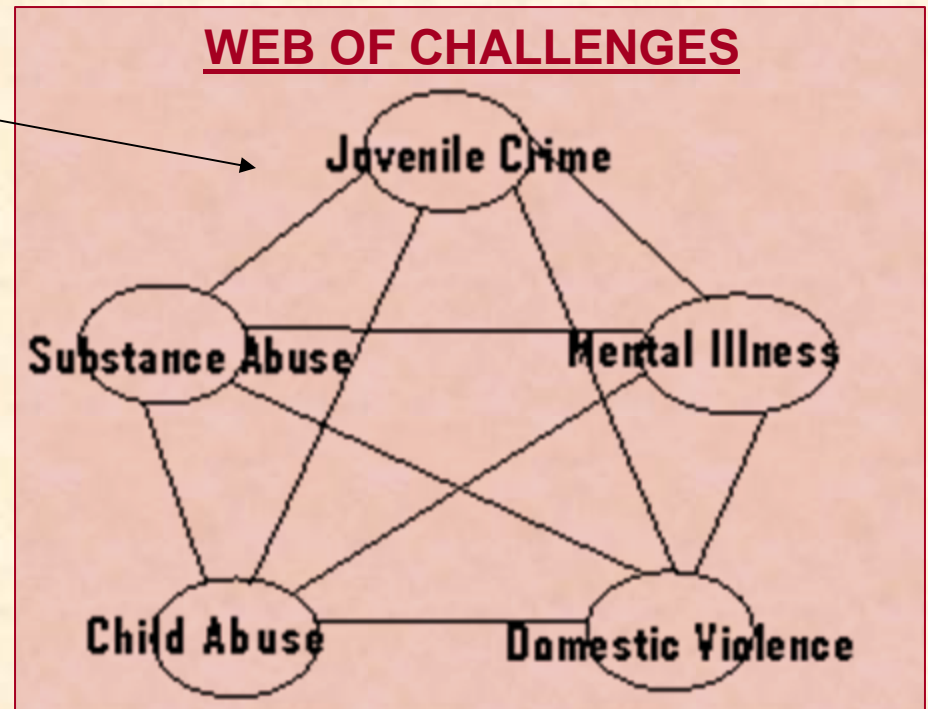 WEB OF CHALLENGES
Juvenile Crime
Substance Abuse
Mental Illness
Child Abuse
Domestic Violence